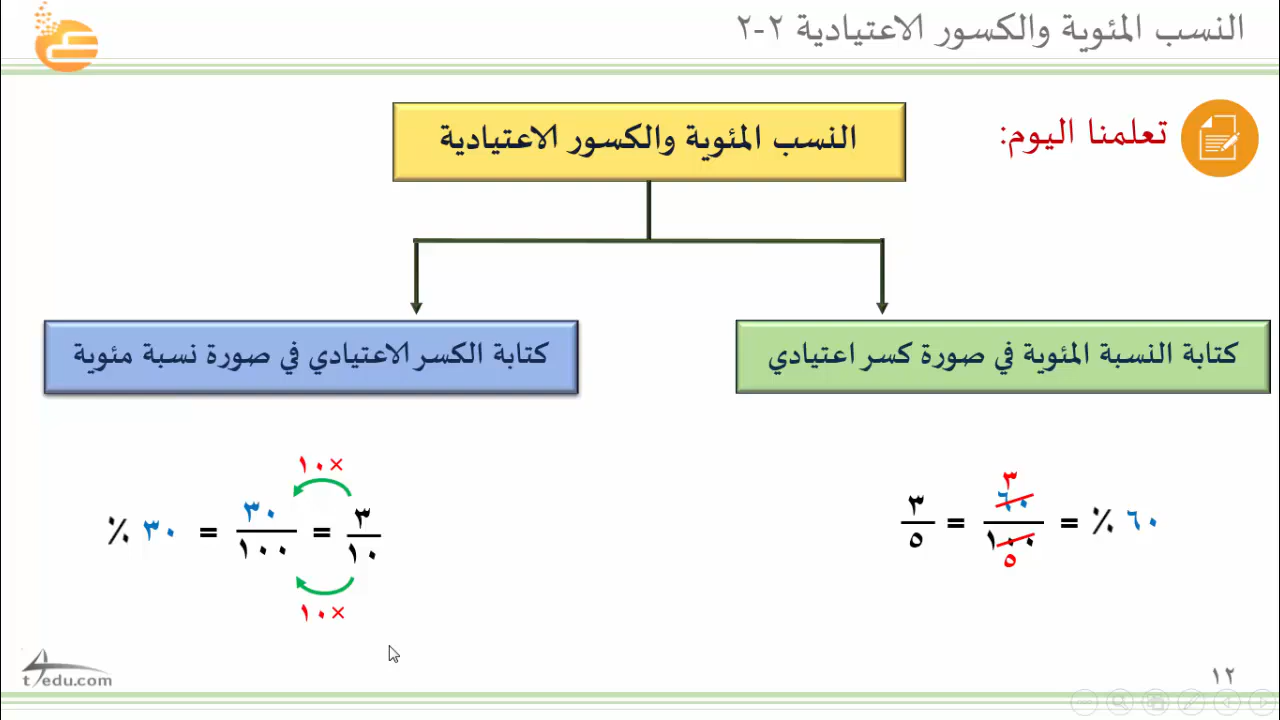 النسب المئوية والكسور الاعتيادية ٢-٢
تعلمنا اليوم:
النسب المئوية والكسور الاعتيادية
كتابة النسبة المئوية في صورة كسر اعتيادي
كتابة الكسر الاعتيادي في صورة نسبة مئوية
٣
٦٠ ٪ = ٦٠/١٠٠ = ٣/٥
٥
×١٠
٣/١٠ = ٣٠/١٠٠ = ٣٠ ٪
×١٠
t4edu.com
١٢